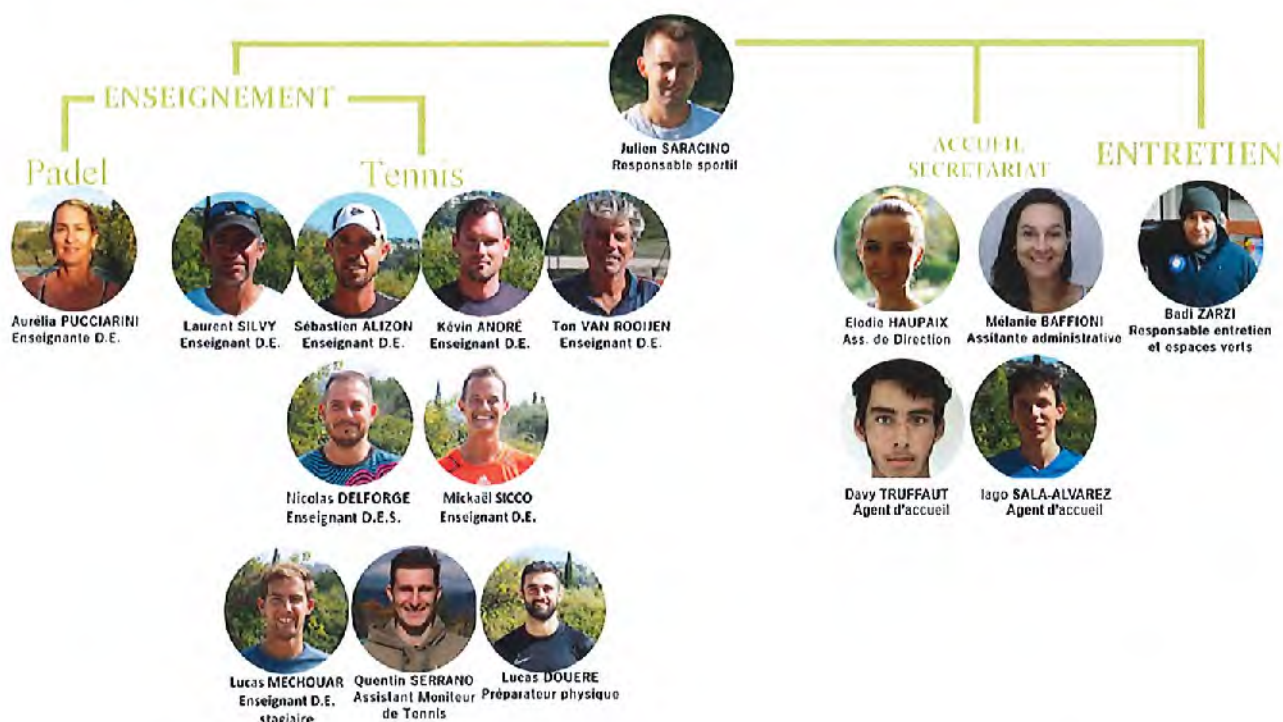 Julien SARACINO
Responsable sportif
ENSEIGNEMENT
Padel
Tennis
ACCUEIL
SECRETARIAT
ENTRETIEN
Aurélia PUCCIARINI
Enseignante D.E.
Laurent SILVY
Enseignant D.E.
Sébastien ALIZON
Enseignant D.E.
Kévin ANDRÉ
Enseignant D.E.
Ton VAN ROOIJEN
Enseignant D.E.
Elodie HAUPAIX
Ass. de Direction
Mélanie BAFFIONI
Assitante administrative
Badi ZARZI
Responsable entretien
et espaces verts
Nicolas DELFORGE
Enseignant D.E.S.
Mickaël SICCO
Enseignant D.E.
Davy TRUFFAUT
Agent d'accueil
Iago SALA-ALVAREZ
Agent d'accueil
Lucas MECHOUAR
Enseignant D.E.
stagiaire
Quentin SERRANO
Assistant Moniteur
de Tennis
Lucas DOUERE
Préparateur physique